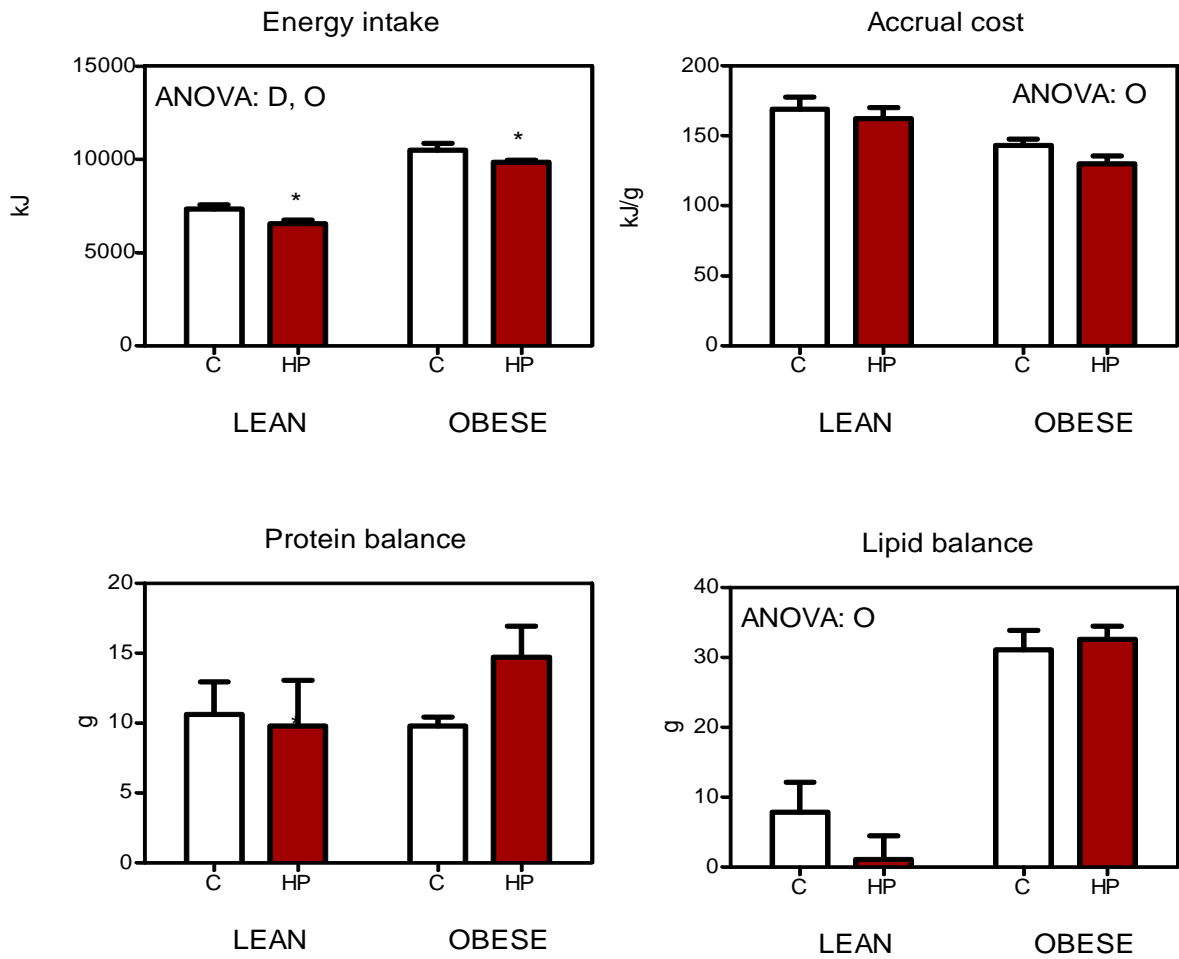 Energy intake
15000
10000
5000
0
kJ
ANOVA: D, O
*
*
C
HP
C
HP
LEAN
OBESE
Accrual cost
200
150
100
50
0
kJ/g
ANOVA: O
C
HP
C
HP
LEAN
OBESE
Protein balance
20
15
10
5
0
g
*
C
HP
C
HP
LEAN
OBESE
Lipid balance
40
30
20
10
0
g
ANOVA: O
C
HP
C
HP
LEAN
OBESE